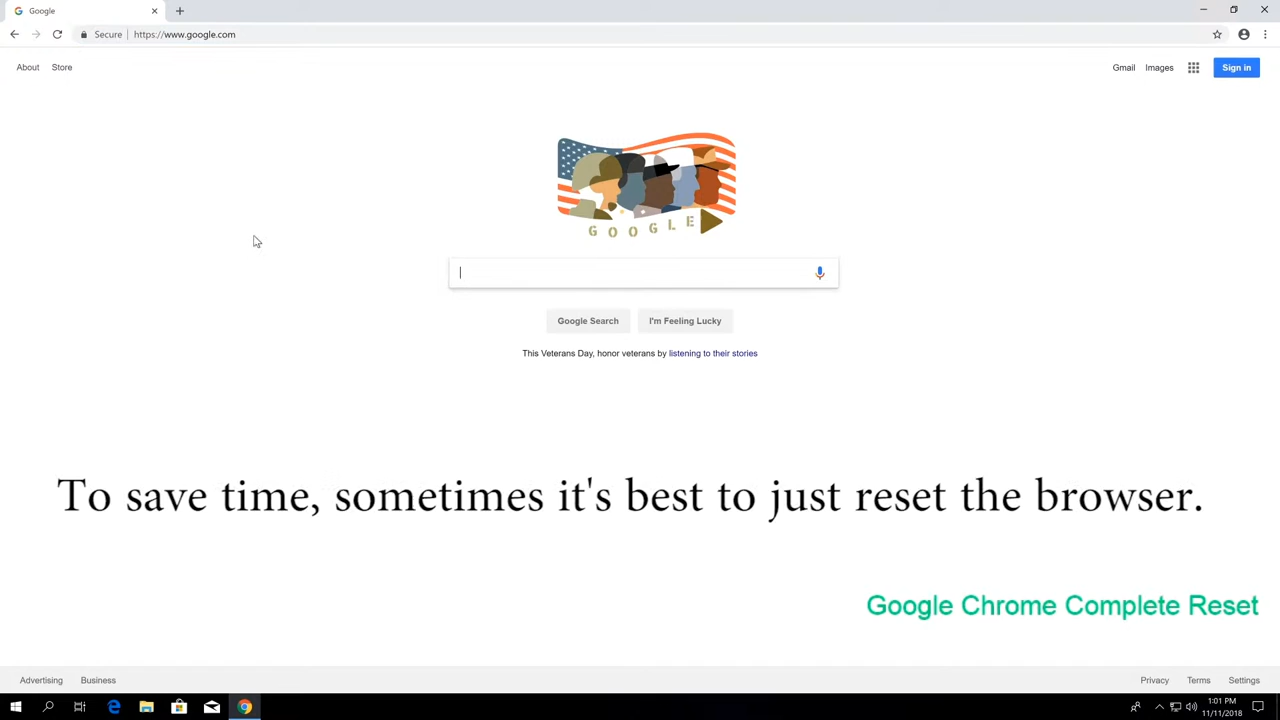 Google
Secure https://www.google.com
About Store
Gmail Images Sign in
GOOGLE
Google Search I'm Feeling Lucky
This Veterans Day, honor veterans by listening to their stories
To save time, sometimes it's best to just reset the browser.
Google Chrome Complete Reset
Advertising Business
Privacy Terms Settings
1:01 PM
11/11/2018